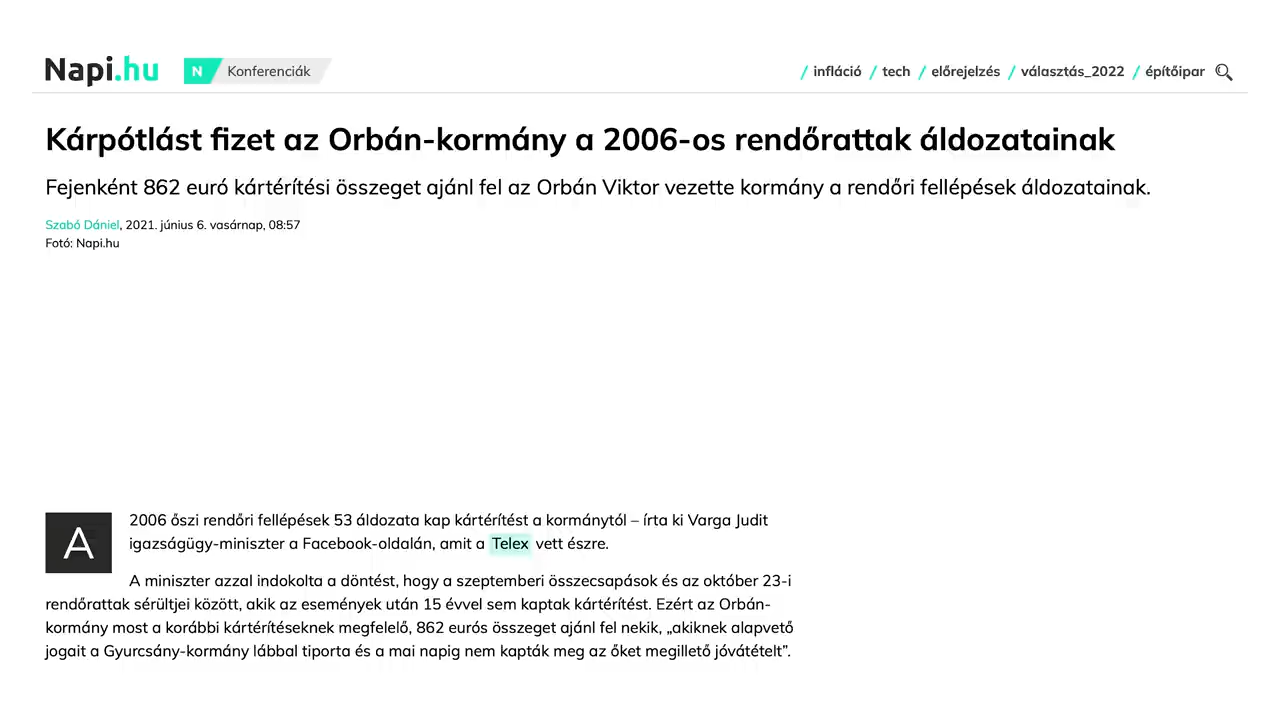 Napi.hu N Konferenciák / infláció / tech / előrejelzés / választás_2022 / építőipar
Kárpótlást fizet az Orbán-kormány a 2006-os rendőrattak áldozatainak
Fejenként 862 euró kártérítési összeget ajánl fel az Orbán Viktor vezette kormány a rendőri fellépések áldozatainak.
Szabó Dániel, 2021. június 6. vasárnap, 08:57
Fotó: Napi.hu
A 2006 őszi rendőri fellépések 53 áldozata kap kártérítést a kormánytól – írta ki Varga Judit
igazságügy-miniszter a Facebook-oldalán, amit a Telex vett észre.
A miniszter azzal indokolta a döntést, hogy a szeptemberi összecsapások és az október 23-i
rendőrattak sérültjei között, akik az események után 15 évvel sem kaptak kártérítést. Ezért az Orbán-
kormány most a korábbi kártérítéseknek megfelelő, 862 eurós összeget ajánl fel nekik, „akiknek alapvető
jogait a Gyurcsány-kormány lábbal tiporta és a mai napig nem kapták meg az őket megillető jóvátételt”.